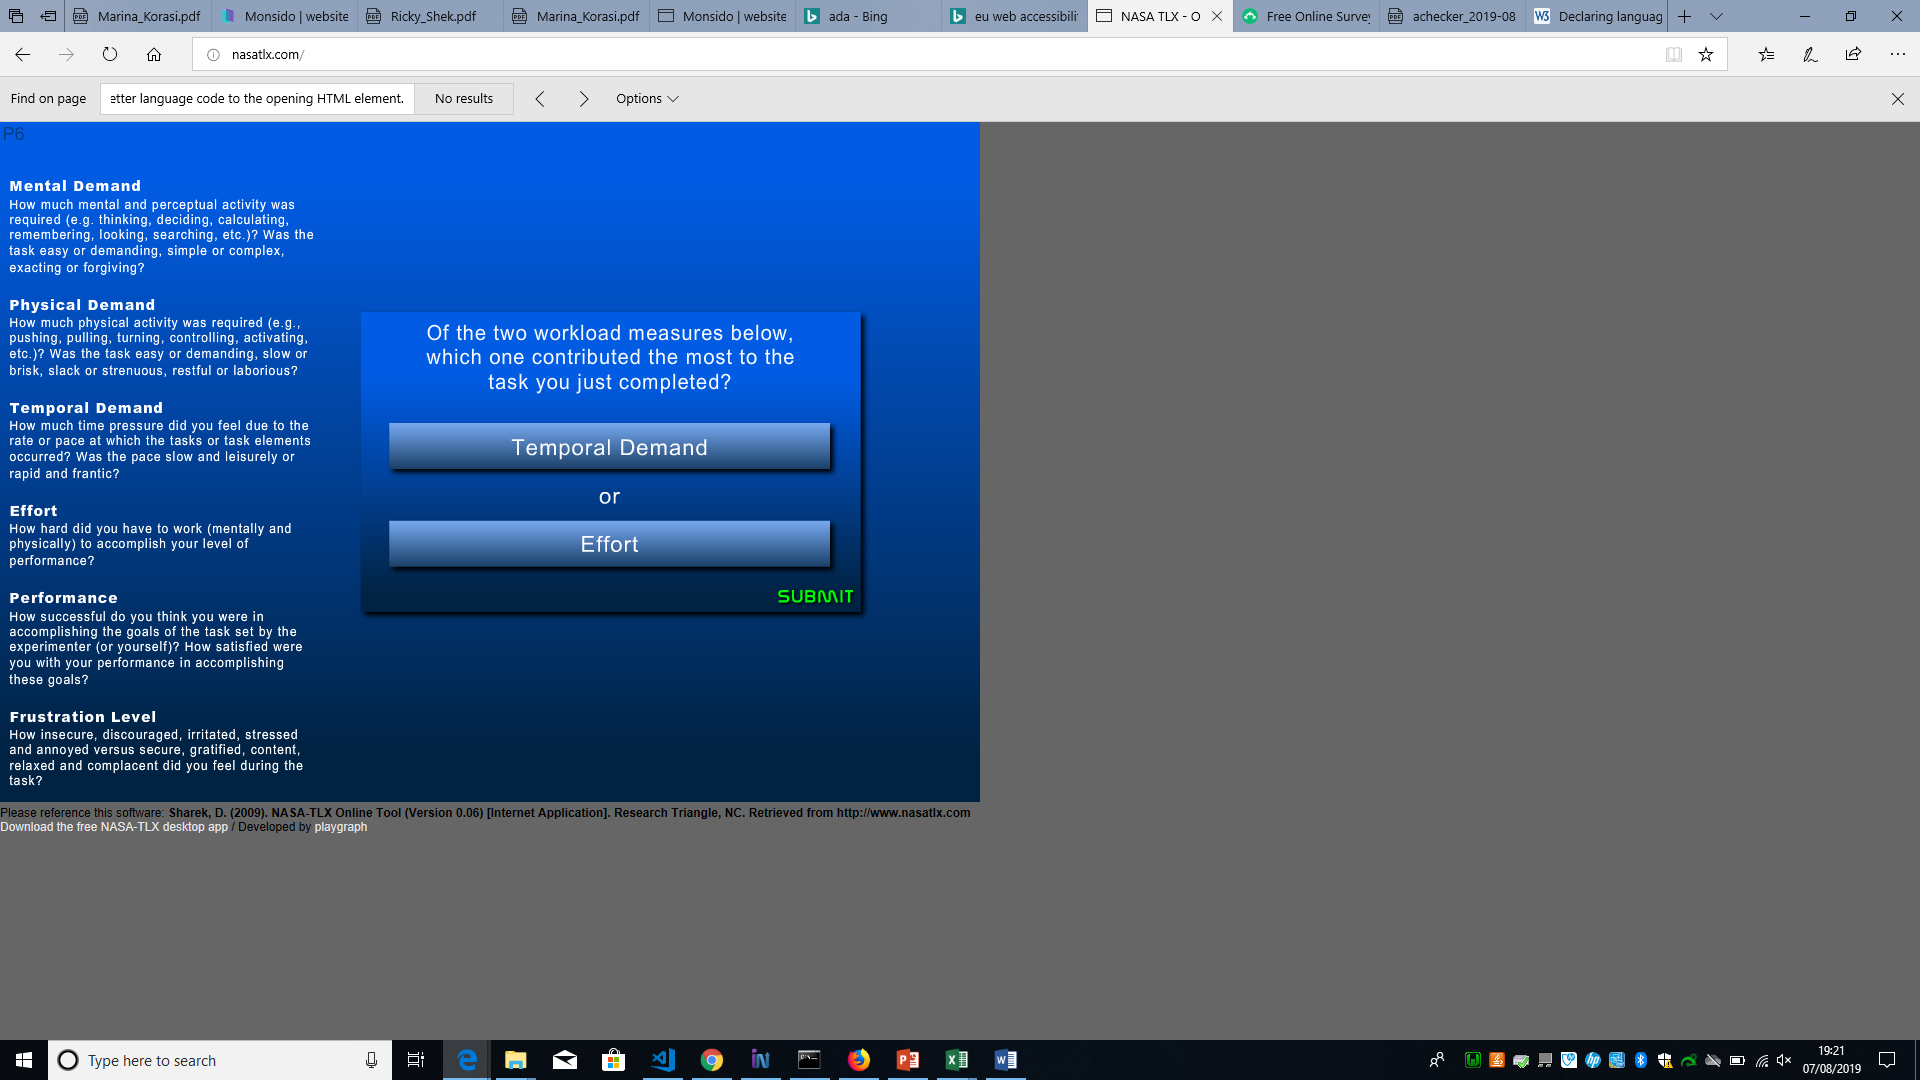 Marina_Korasi.pdf
Monsido | website
Ricky_Shek.pdf
Marina_Korasi.pdf
Monsido | website
ada - Bing
eu web accessibili
NASA TLX - O
Free Online Surve
achecker_2019-08
Declaring languag
nasatlx.com/
Find on page
etter language code to the opening HTML element.
No results
Options
P6
Mental Demand
How much mental and perceptual activity was
required (e.g. thinking, deciding, calculating,
remembering, looking, searching, etc.)? Was the
task easy or demanding, simple or complex,
exacting or forgiving?
Physical Demand
How much physical activity was required (e.g.,
pushing, pulling, turning, controlling, activating,
etc.)? Was the task easy or demanding, slow or
brisk, slack or strenuous, restful or laborious?
Temporal Demand
How much time pressure did you feel due to the
rate or pace at which the tasks or task elements
occurred? Was the pace slow and leisurely or
rapid and frantic?
Effort
How hard did you have to work (mentally and
physically) to accomplish your level of
performance?
Performance
How successful do you think you were in
accomplishing the goals of the task set by the
experimenter (or yourself)? How satisfied were
you with your performance in accomplishing
these goals?
Frustration Level
How insecure, discouraged, irritated, stressed
and annoyed versus secure, gratified, content,
relaxed and complacent did you feel during the
task?
Of the two workload measures below,
which one contributed the most to the
task you just completed?
Temporal Demand
or
Effort
SUBMIT
Please reference this software: Sharek, D. (2009). NASA-TLX Online Tool (Version 0.06) [Internet Application]. Research Triangle, NC. Retrieved from http://www.nasatlx.com
Download the free NASA-TLX desktop app / Developed by playgraph
Type here to search
19:21
07/08/2019